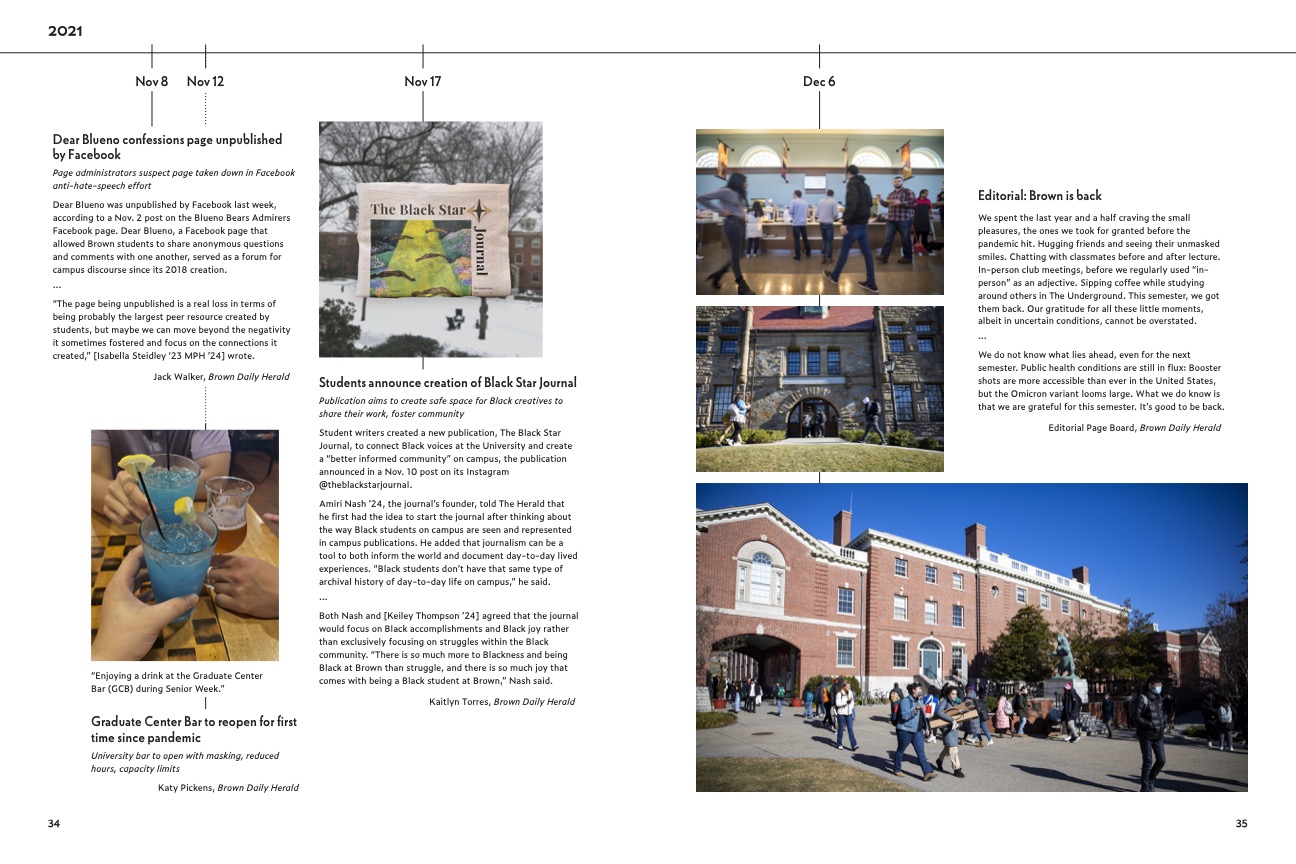 2021
Nov 8
Nov 12
Nov 17
Dec 6
Dear Blueno confessions page unpublished
by Facebook
Page administrators suspect page taken down in Facebook
anti-hate-speech effort
Dear Blueno was unpublished by Facebook last week,
according to a Nov. 2 post on the Blueno Bears Admirers
Facebook page. Dear Blueno, a Facebook page that
allowed Brown students to share anonymous questions
and comments with one another, served as a forum for
campus discourse since its 2018 creation.
...
“The page being unpublished is a real loss in terms of
being probably the largest peer resource created by
students, but maybe we can move beyond the negativity
it sometimes fostered and focus on the connections it
created,” [Isabella Steidley ’23 MPH ’24] wrote.
Jack Walker, Brown Daily Herald
“Enjoying a drink at the Graduate Center
Bar (GCB) during Senior Week.”
Graduate Center Bar to reopen for first
time since pandemic
University bar to open with masking, reduced
hours, capacity limits
Katy Pickens, Brown Daily Herald
The Black Star
Journal
Students announce creation of Black Star Journal
Publication aims to create safe space for Black creatives to
share their work, foster community
Student writers created a new publication, The Black Star
Journal, to connect Black voices at the University and create
a “better informed community” on campus, the publication
announced in a Nov. 10 post on its Instagram
@theblackstarjournal.
Amiri Nash ’24, the journal’s founder, told The Herald that
he first had the idea to start the journal after thinking about
the way Black students on campus are seen and represented
in campus publications. He added that journalism can be a
tool to both inform the world and document day-to-day lived
experiences. “Black students don’t have that same type of
archival history of day-to-day life on campus,” he said.
...
Both Nash and [Keiley Thompson ’24] agreed that the journal
would focus on Black accomplishments and Black joy rather
than exclusively focusing on struggles within the Black
community. “There is so much more to Blackness and being
Black at Brown than struggle, and there is so much joy that
comes with being a Black student at Brown,” Nash said.
Kaitlyn Torres, Brown Daily Herald
Editorial: Brown is back
We spent the last year and a half craving the small
pleasures, the ones we took for granted before the
pandemic hit. Hugging friends and seeing their unmasked
smiles. Chatting with classmates before and after lecture.
In-person club meetings, before we regularly used “in-
person” as an adjective. Sipping coffee while studying
around others in The Underground. This semester, we got
them back. Our gratitude for all these little moments,
albeit in uncertain conditions, cannot be overstated.
...
We do not know what lies ahead, even for the next
semester. Public health conditions are still in flux: Booster
shots are more accessible than ever in the United States,
but the Omicron variant looms large. What we do know is
that we are grateful for this semester. It’s good to be back.
Editorial Page Board, Brown Daily Herald
34
35